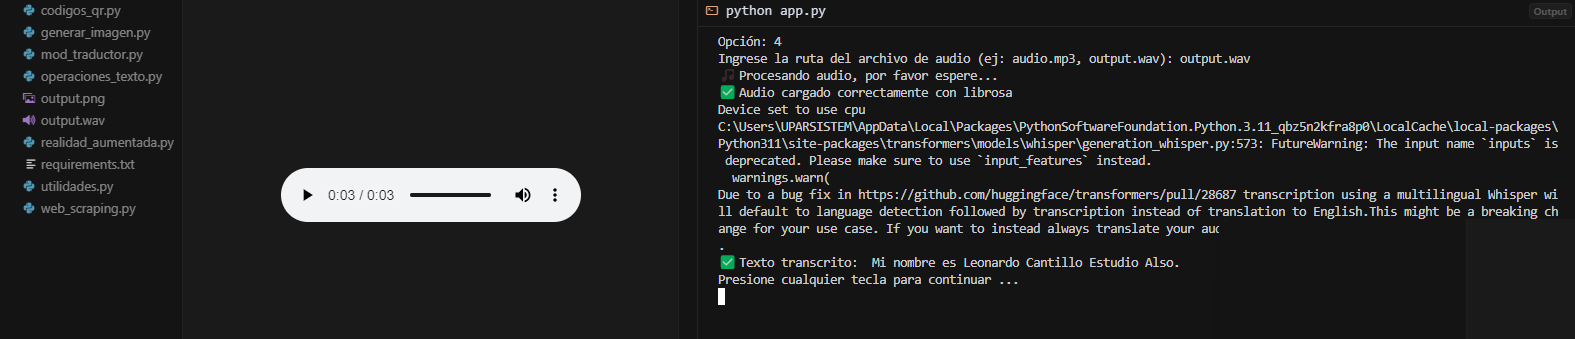 codigos_qr.py
generar_imagen.py
mod_traductor.py
operaciones_texto.py
output.png
output.wav
realidad_aumentada.py
requirements.txt
utilidades.py
web_scraping.py
0:03 / 0:03
python app.py
Output
Opción: 4
Ingrese la ruta del archivo de audio (ej: audio.mp3, output.wav): output.wav
Procesando audio, por favor espere...
Audio cargado correctamente con librosa
Device set to use cpu
C:\Users\UPARSISTEM\AppData\Local\Packages\PythonSoftwareFoundation.Python.3.11_qbz5n2kfra8p0\LocalCache\local-packages\
Python311\site-packages\transformers\models\whisper\generation_whisper.py:573: FutureWarning: The input name `inputs` is
deprecated. Please make sure to use `input_features` instead.
warnings.warn(
Due to a bug fix in https://github.com/huggingface/transformers/pull/28687 transcription using a multilingual Whisper wi
ll default to language detection followed by transcription instead of translation to English.This might be a breaking ch
ange for your use case. If you want to instead always translate your
.
Texto transcrito:  Mi nombre es Leonardo Cantillo Estudio Also.
Presione cualquier tecla para continuar ...